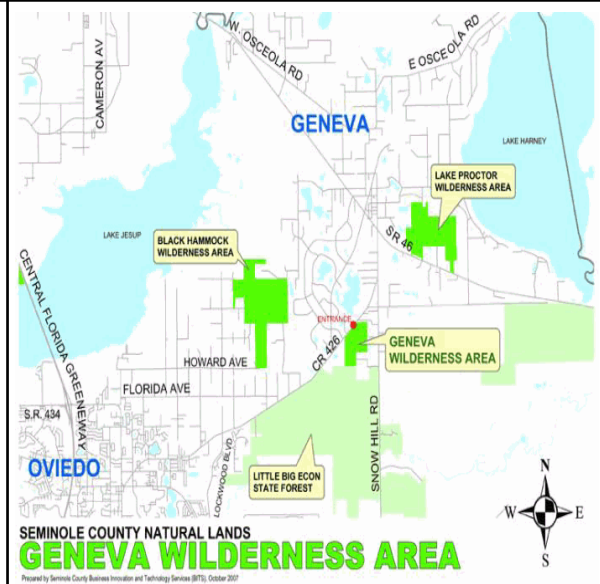 CAMERON AV
W. OSCEOLA RD
E OSCEOLA RD
GENEVA
LAKE HARNEY
LAKE PROCTOR
WILDERNESS AREA
SR 46
LAKE JESUP
BLACK HAMMOCK
WILDERNESS AREA
CENTRAL FLORIDA GREENEWAY
ENTRANCE
GENEVA
WILDERNESS AREA
CR 426
HOWARD AVE
FLORIDA AVE
S.R. 434
SNOW HILL RD
OVIEDO
LOCKWOOD BLVD
LITTLE BIG ECON
STATE FOREST
N
W E
S
SEMINOLE COUNTY NATURAL LANDS
GENEVA WILDERNESS AREA
Prepared by Seminole County Business Innovation and Technology Services (BITS), October 2007